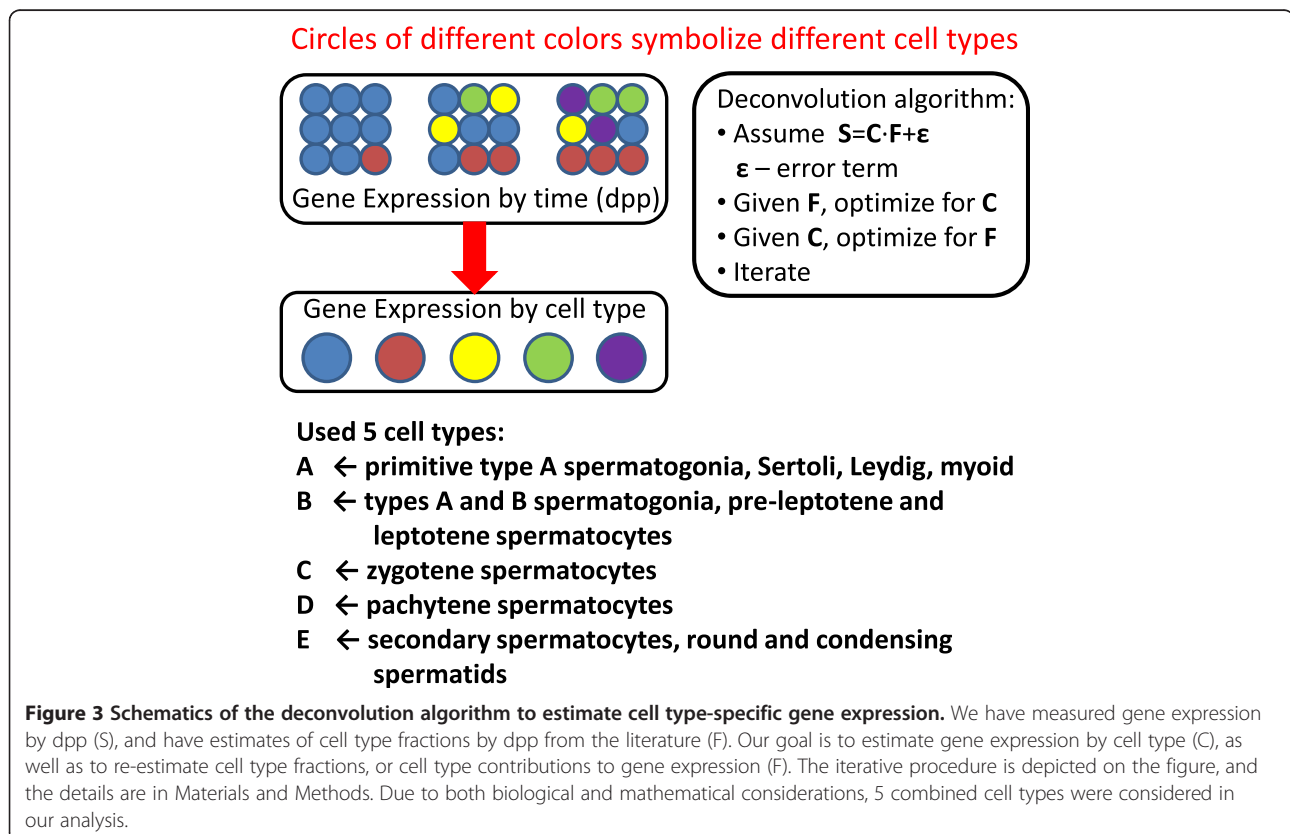 Circles of different colors symbolize different cell types
Gene Expression by time (dpp)
Deconvolution algorithm:
• Assume S=C·F+ε
ε – error term
• Given F, optimize for C
• Given C, optimize for F
• Iterate
Gene Expression by cell type
Used 5 cell types:
A ← primitive type A spermatogonia, Sertoli, Leydig, myoid
B ← types A and B spermatogonia, pre-leptotene and
leptotene spermatocytes
C ← zygotene spermatocytes
D ← pachytene spermatocytes
E ← secondary spermatocytes, round and condensing
spermatids
Figure 3 Schematics of the deconvolution algorithm to estimate cell type-specific gene expression. We have measured gene expression
by dpp (S), and have estimates of cell type fractions by dpp from the literature (F). Our goal is to estimate gene expression by cell type (C), as
well as to re-estimate cell type fractions, or cell type contributions to gene expression (F). The iterative procedure is depicted on the figure, and
the details are in Materials and Methods. Due to both biological and mathematical considerations, 5 combined cell types were considered in
our analysis.